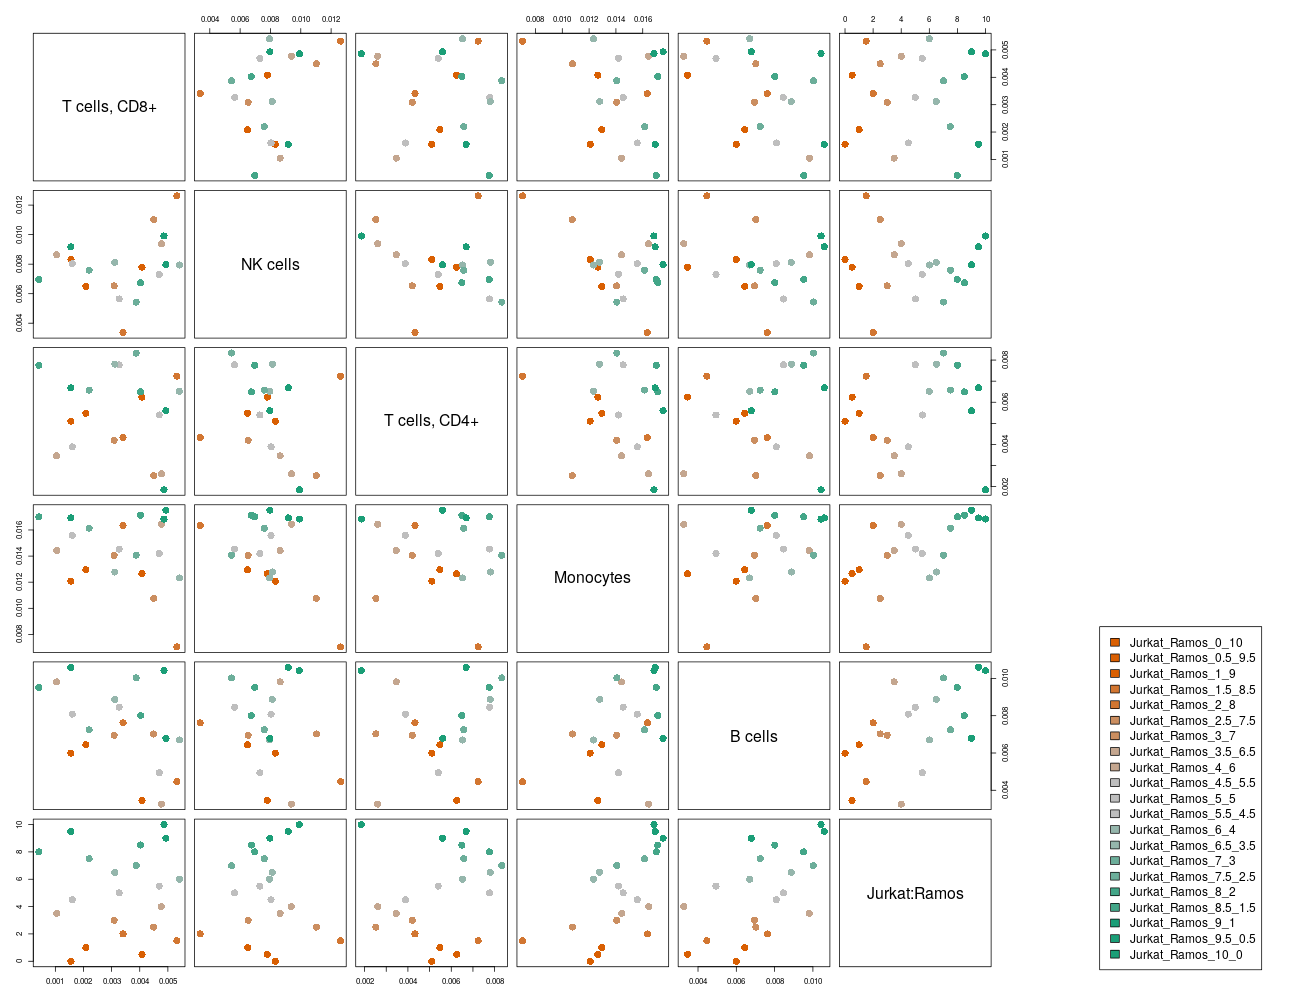 0.004 0.006 0.008 0.010 0.012
0.008 0.010 0.012 0.014 0.016
0 2 4 6 8 10
T cells, CD8+
0.001 0.002 0.003 0.004 0.005
0.004 0.006 0.008 0.010 0.012
NK cells
T cells, CD4+
0.002 0.004 0.006 0.008
0.008 0.010 0.012 0.014 0.016
Monocytes
B cells
0.004 0.006 0.008 0.010
0 2 4 6 8 10
Jurkat:Ramos
0.001 0.002 0.003 0.004 0.005
0.002 0.004 0.006 0.008
0.004 0.006 0.008 0.010
Jurkat_Ramos_0_10
Jurkat_Ramos_0.5_9.5
Jurkat_Ramos_1_9
Jurkat_Ramos_1.5_8.5
Jurkat_Ramos_2_8
Jurkat_Ramos_2.5_7.5
Jurkat_Ramos_3_7
Jurkat_Ramos_3.5_6.5
Jurkat_Ramos_4_6
Jurkat_Ramos_4.5_5.5
Jurkat_Ramos_5_5
Jurkat_Ramos_5.5_4.5
Jurkat_Ramos_6_4
Jurkat_Ramos_6.5_3.5
Jurkat_Ramos_7_3
Jurkat_Ramos_7.5_2.5
Jurkat_Ramos_8_2
Jurkat_Ramos_8.5_1.5
Jurkat_Ramos_9_1
Jurkat_Ramos_9.5_0.5
Jurkat_Ramos_10_0